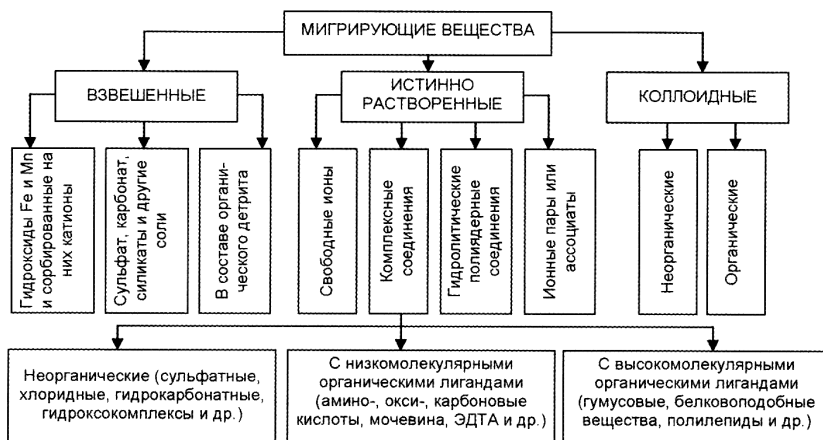 МИГРИРУЮЩИЕ ВЕЩЕСТВА
ВЗВЕШЕННЫЕ
ИСТИННО
РАСТВОРЕННЫЕ
КОЛЛОИДНЫЕ
Гидроксиды Fe и Mn
и сорбированные на
них катионы
Сульфат, карбонат,
силикаты и другие
соли
В составе органи-
ческого детрита
Свободные ионы
Комплексные
соединения
Гидролитические
полиядерные
соединения
Ионные пары или
ассоциаты
Неорганические
Органические
Неорганические (сульфатные,
хлоридные, гидрокарбонатные,
гидроксокомплексы и др.)
С низкомолекулярными
органическими лигандами
(амино-, окси-, карбоновые
кислоты, мочевина, ЭДТА и др.)
С высокомолекулярными
органическими лигандами
(гумусовые, белковоподобные
вещества, полилепиды и др.)